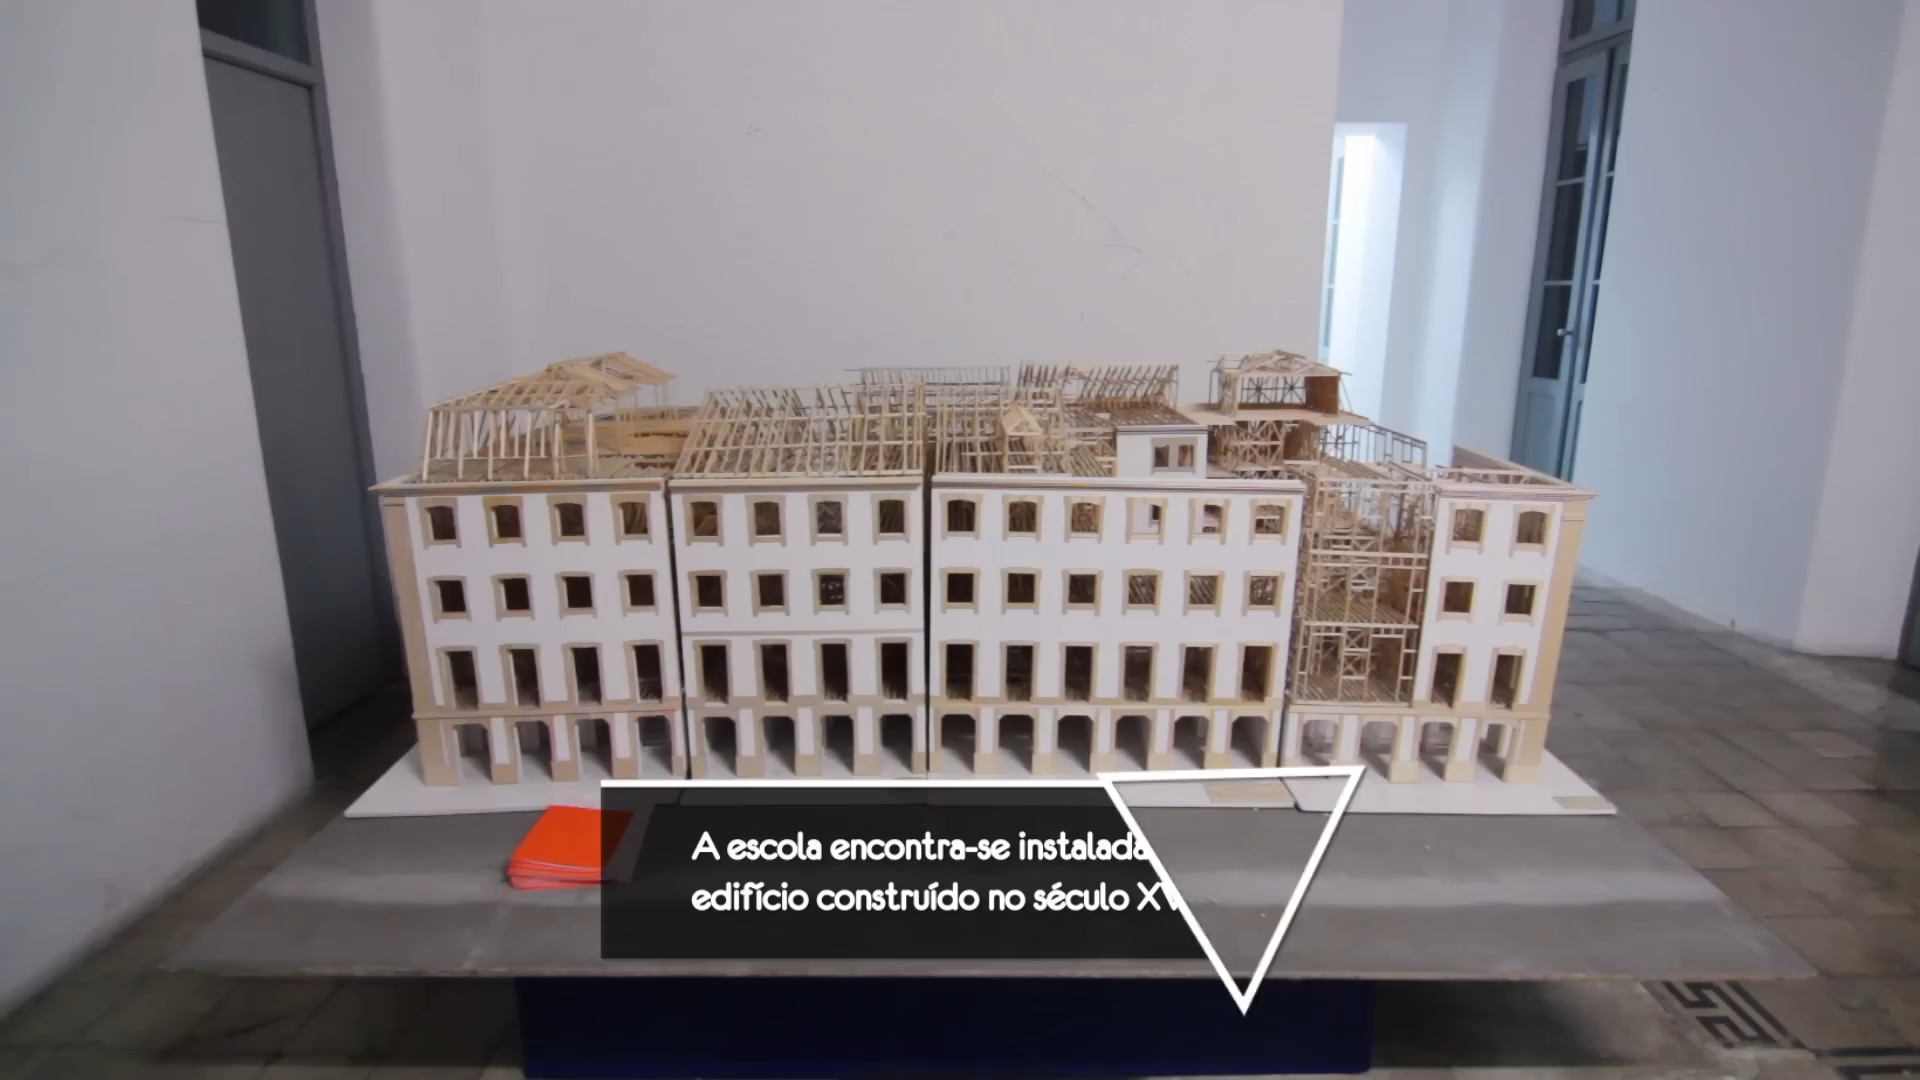 A escola encontra-se instalada
edifício construído no século